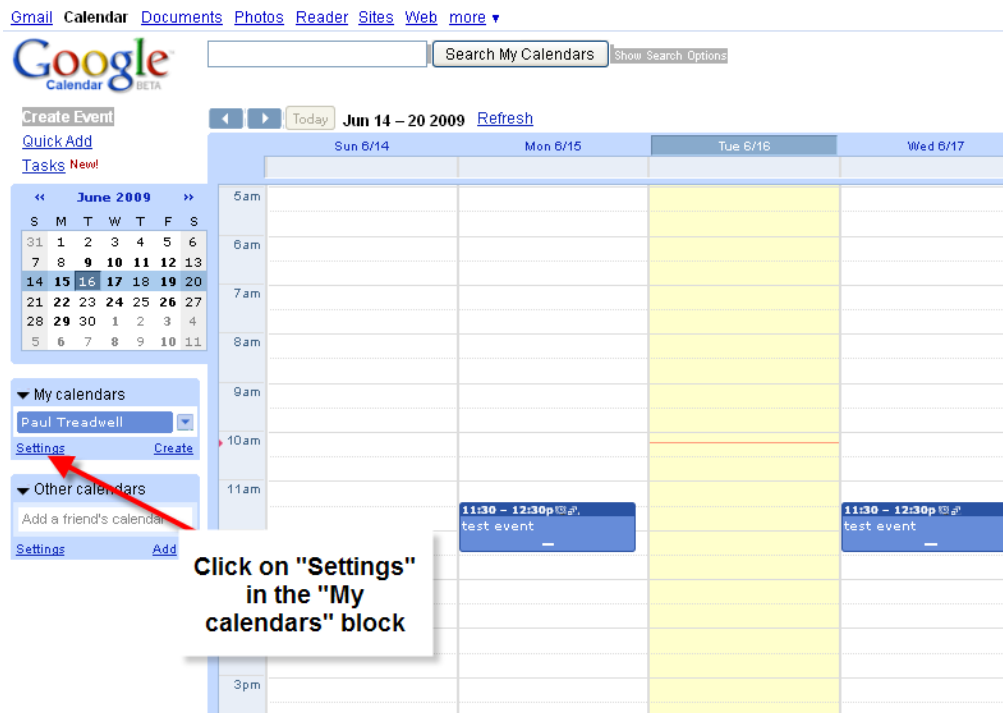 Gmail Calendar Documents Photos Reader Sites Web more ▼
Google
Calendar BETA
Search My Calendars Show Search Options
Create Event
Quick Add
Tasks New!
Today Jun 14 – 20 2009 Refresh
Sun 6/14 Mon 6/15 Tue 6/16 Wed 6/17
« June 2009 »
S M T W T F S
31 1 2 3 4 5 6
7 8 9 10 11 12 13
14 15 16 17 18 19 20
21 22 23 24 25 26 27
28 29 30 1 2 3 4
5 6 7 8 9 10 11
My calendars
Paul Treadwell
Settings Create
Other calendars
Add a friend's calendar
Settings Add
5am
6am
7am
8am
9am
10am
11am
11:30 – 12:30p
test event
11:30 – 12:30p
test event
Click on "Settings"
in the "My
calendars" block
3pm